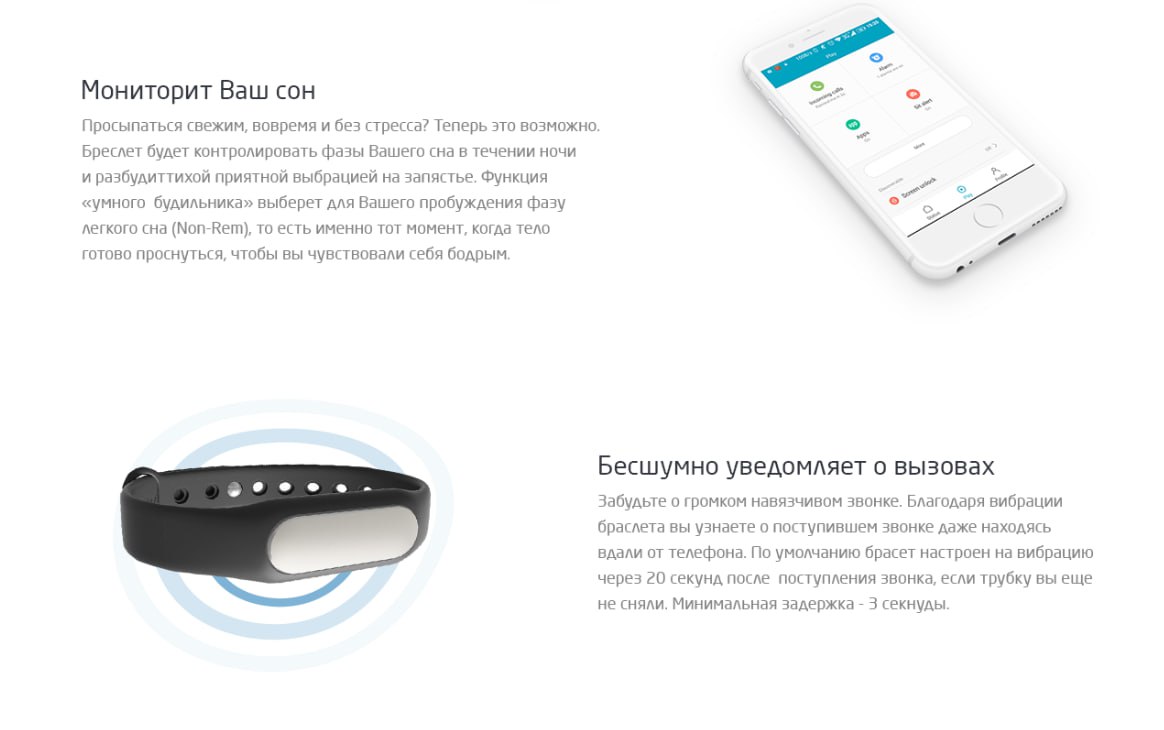 Мониторит Ваш сон
Просыпаться свежим, вовремя и без стресса? Теперь это возможно.
Бреслет будет контролировать фазы Вашего сна в течении ночи
и разбудиттихой приятной выбрацией на запястье. Функция
«умного будильника» выберет для Вашего пробуждения фазу
легкого сна (Non-Rem), то есть именно тот момент, когда тело
готово проснуться, чтобы вы чувствовали себя бодрым.
Play
Incoming calls
Alarm
Apps
Sit alert
More
Screen unlock
Off
Status
Play
Profile
Бесшумно уведомляет о вызовах
Забудьте о громком навязчивом звонке. Благодаря вибрации
браслета вы узнаете о поступившем звонке даже находясь
вдали от телефона. По умолчанию брасет настроен на вибрацию
через 20 секунд после поступления звонка, если трубку вы еще
не сняли. Минимальная задержка - 3 секнуды.